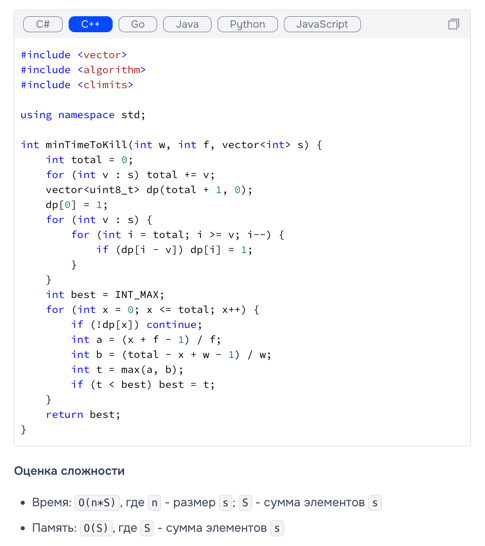 C# C++ Go Java Python JavaScript
#include <vector>
#include <algorithm>
#include <climits>

using namespace std;

int minTimeToKill(int w, int f, vector<int> s) {
    int total = 0;
    for (int v : s) total += v;
    vector<uint8_t> dp(total + 1, 0);
    dp[0] = 1;
    for (int v : s) {
        for (int i = total; i >= v; i--) {
            if (dp[i - v]) dp[i] = 1;
        }
    }
    int best = INT_MAX;
    for (int x = 0; x <= total; x++) {
        if (!dp[x]) continue;
        int a = (x + f - 1) / f;
        int b = (total - x + w - 1) / w;
        int t = max(a, b);
        if (t < best) best = t;
    }
    return best;
}
Оценка сложности
• Время: O(n*S), где n - размер s; S - сумма элементов s
• Память: O(S), где S - сумма элементов s